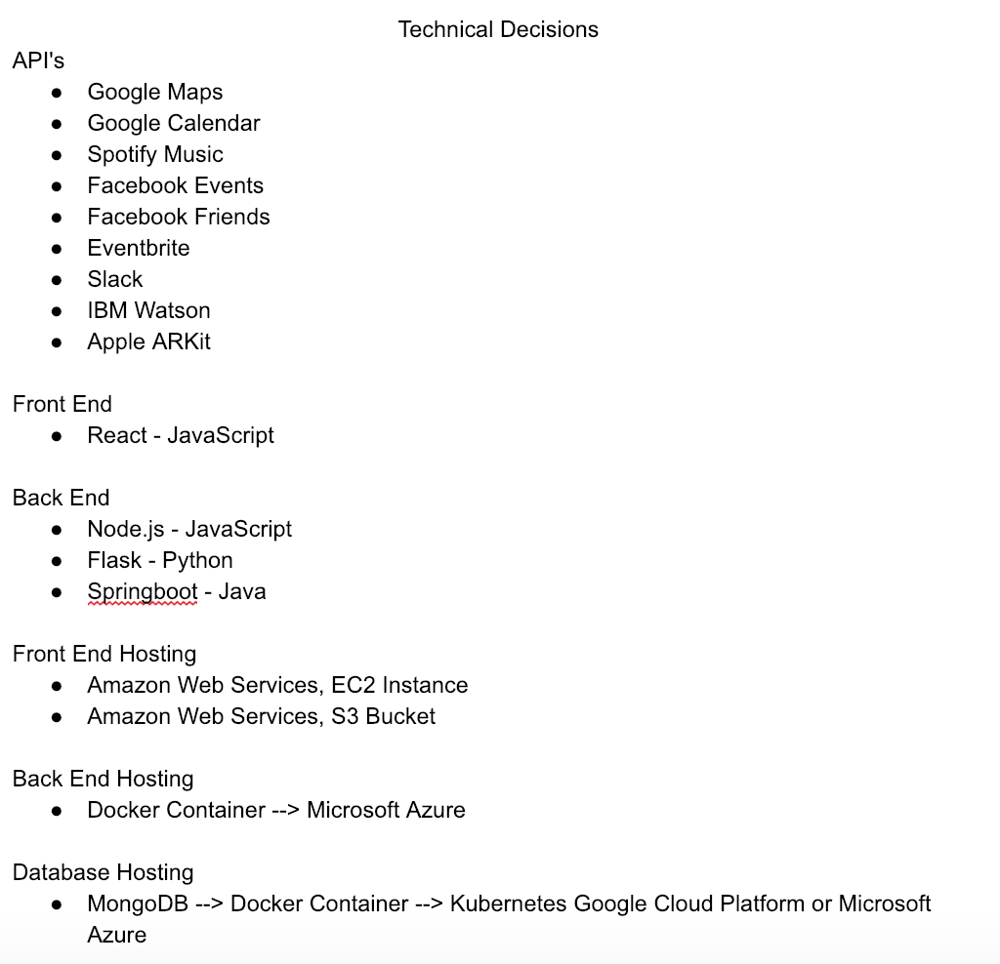 Technical Decisions
API's
● Google Maps
● Google Calendar
● Spotify Music
● Facebook Events
● Facebook Friends
● Eventbrite
● Slack
● IBM Watson
● Apple ARKit
Front End
● React - JavaScript
Back End
● Node.js - JavaScript
● Flask - Python
● Springboot - Java
Front End Hosting
● Amazon Web Services, EC2 Instance
● Amazon Web Services, S3 Bucket
Back End Hosting
● Docker Container --> Microsoft Azure
Database Hosting
● MongoDB --> Docker Container --> Kubernetes Google Cloud Platform or Microsoft
Azure